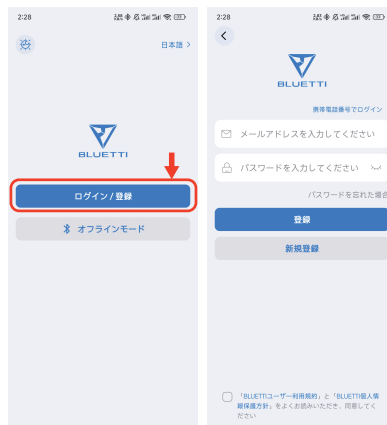 2:28
日本語 >
BLUETTI
ログイン / 登録
オフラインモード
2:28
BLUETTI
携帯電話番号でログイン
メールアドレスを入力してください
パスワードを入力してください
パスワードを忘れた場合
登録
新規登録
「BLUETTIユーザー利用規約」と「BLUETTI個人情
報保護方針」をよくお読みいただき、同意してく
ださい